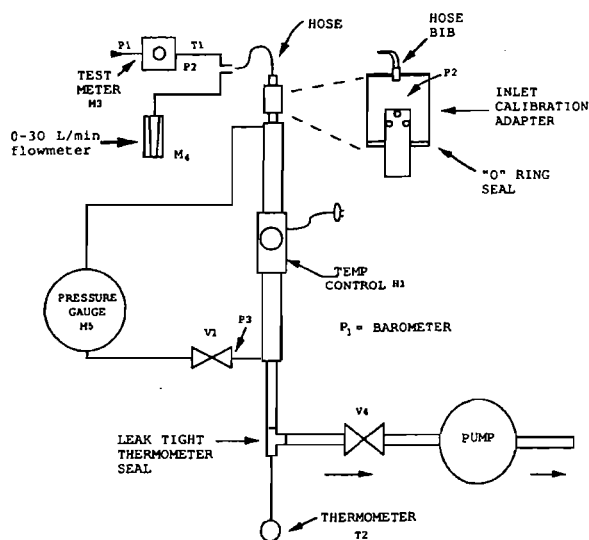 HOSE
P1
T1
P2
TEST
METER
M3
0-30 L/min
flowmeter
M4
HOSE
BIB
P2
INLET
CALIBRATION
ADAPTER
"O" RING
SEAL
TEMP
CONTROL H1
PRESSURE
GAUGE
M5
V1
P3
P1 = BAROMETER
LEAK TIGHT
THERMOMETER
SEAL
V4
PUMP
THERMOMETER
T2